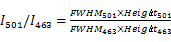 I₅₀₁/I₄₆₃ = FWHM₅₀₁×Height₅₀₁ / FWHM₄₆₃×Height₄₆₃